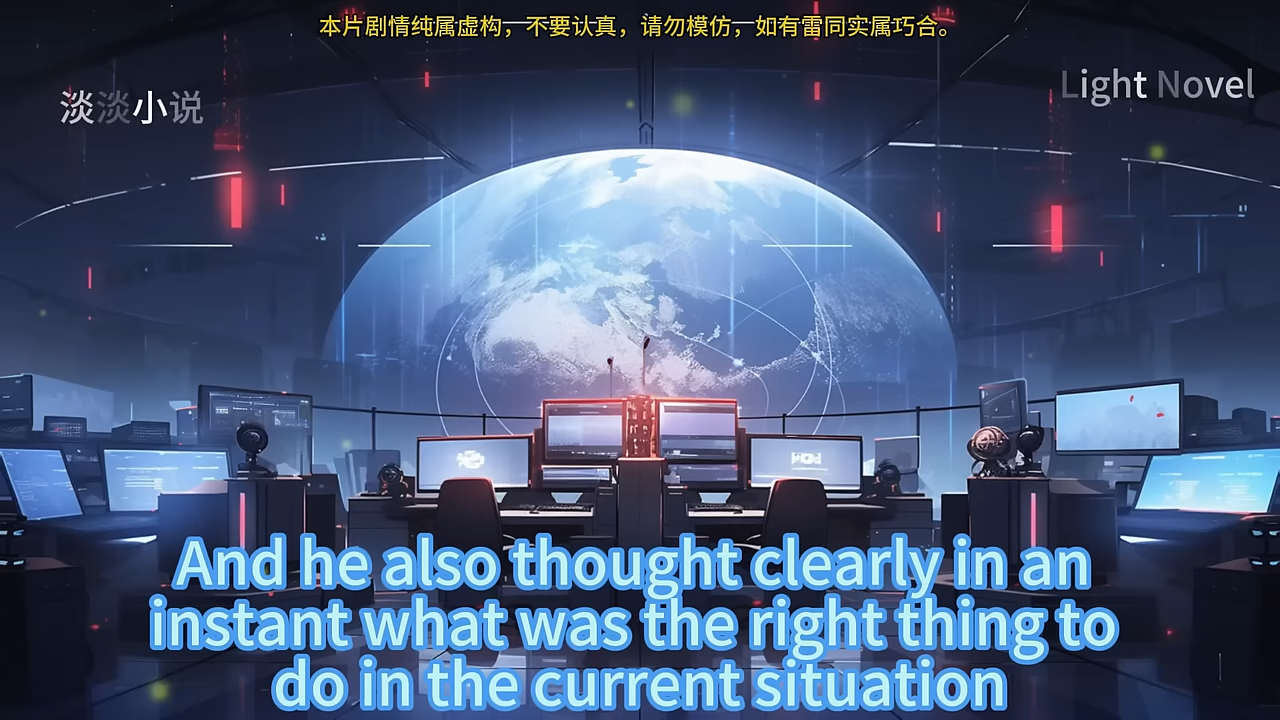 本片剧情纯属虚构，不要认真，请勿模仿，如有雷同实属巧合。
淡淡小说
Light Novel
And he also thought clearly in an
instant what was the right thing to
do in the current situation